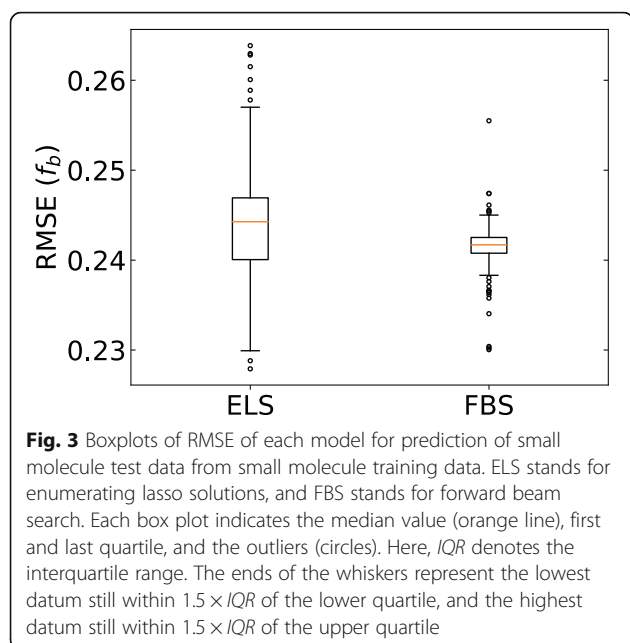 0.26
0.25
0.24
0.23
RMSE (f_b)
ELS FBS
Fig. 3 Boxplots of RMSE of each model for prediction of small
molecule test data from small molecule training data. ELS stands for
enumerating lasso solutions, and FBS stands for forward beam
search. Each box plot indicates the median value (orange line), first
and last quartile, and the outliers (circles). Here, IQR denotes the
interquartile range. The ends of the whiskers represent the lowest
datum still within 1.5 × IQR of the lower quartile, and the highest
datum still within 1.5 × IQR of the upper quartile